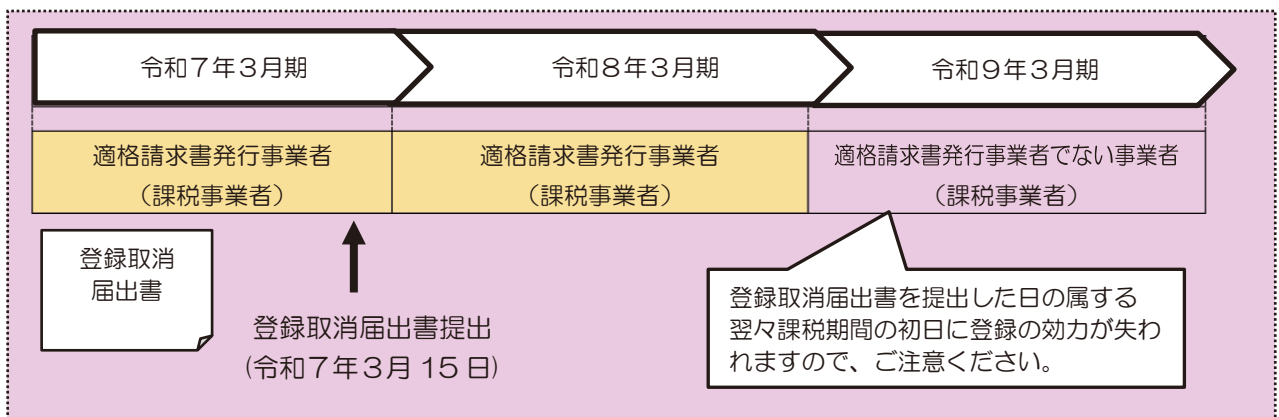 令和７年３月期
令和８年３月期
令和９年３月期
適格請求書発行事業者
（課税事業者）
適格請求書発行事業者
（課税事業者）
適格請求書発行事業者でない事業者
（課税事業者）
登録取消
届出書
登録取消届出書提出
(令和７年３月 15 日)
登録取消届出書を提出した日の属する
翌々課税期間の初日に登録の効力が失わ
れますので、ご注意ください。